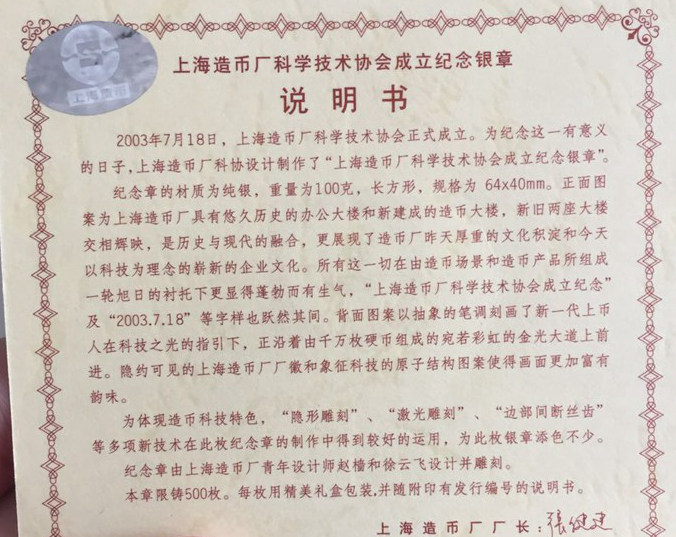 上海造币
上海造币厂科学技术协会成立纪念银章
说明书
2003年7月18日，上海造币厂科学技术协会正式成立。为纪念这一有意义
的日子，上海造币厂科协设计制作了“上海造币厂科学技术协会成立纪念银章”。
纪念章的材质为纯银，重量为100克，长方形，规格为 64x40mm。正面图
案为上海造币厂具有悠久历史的办公大楼和新建成的造币大楼，新旧两座大楼
交相辉映，是历史与现代的融合，更展现了造币厂昨天厚重的文化积淀和今天
以科技为理念的崭新的企业文化。所有这一切在由造币场景和造币产品所组成
一轮旭日的衬托下更显得蓬勃而有生气，“上海造币厂科学技术协会成立纪念”
及“2003.7.18”等字样也跃然其间。背面图案以抽象的笔调刻画了新一代上币
人在科技之光的指引下，正沿着由千万枚硬币组成的宛若彩虹的金光大道上前
进。隐约可见的上海造币厂厂徽和象征科技的原子结构图案使得画面更加富有
韵味。
为体现造币科技特色，“隐形雕刻”、“激光雕刻”、“边部间断丝齿”
等多项新技术在此枚纪念章的制作中得到较好的运用，为此枚银章添色不少。
纪念章由上海造币厂青年设计师赵樯和徐云飞设计并雕刻。
本章限铸500枚。每枚用精美礼盒包装,并随附印有发行编号的说明书。
上海造币厂厂长：张健建